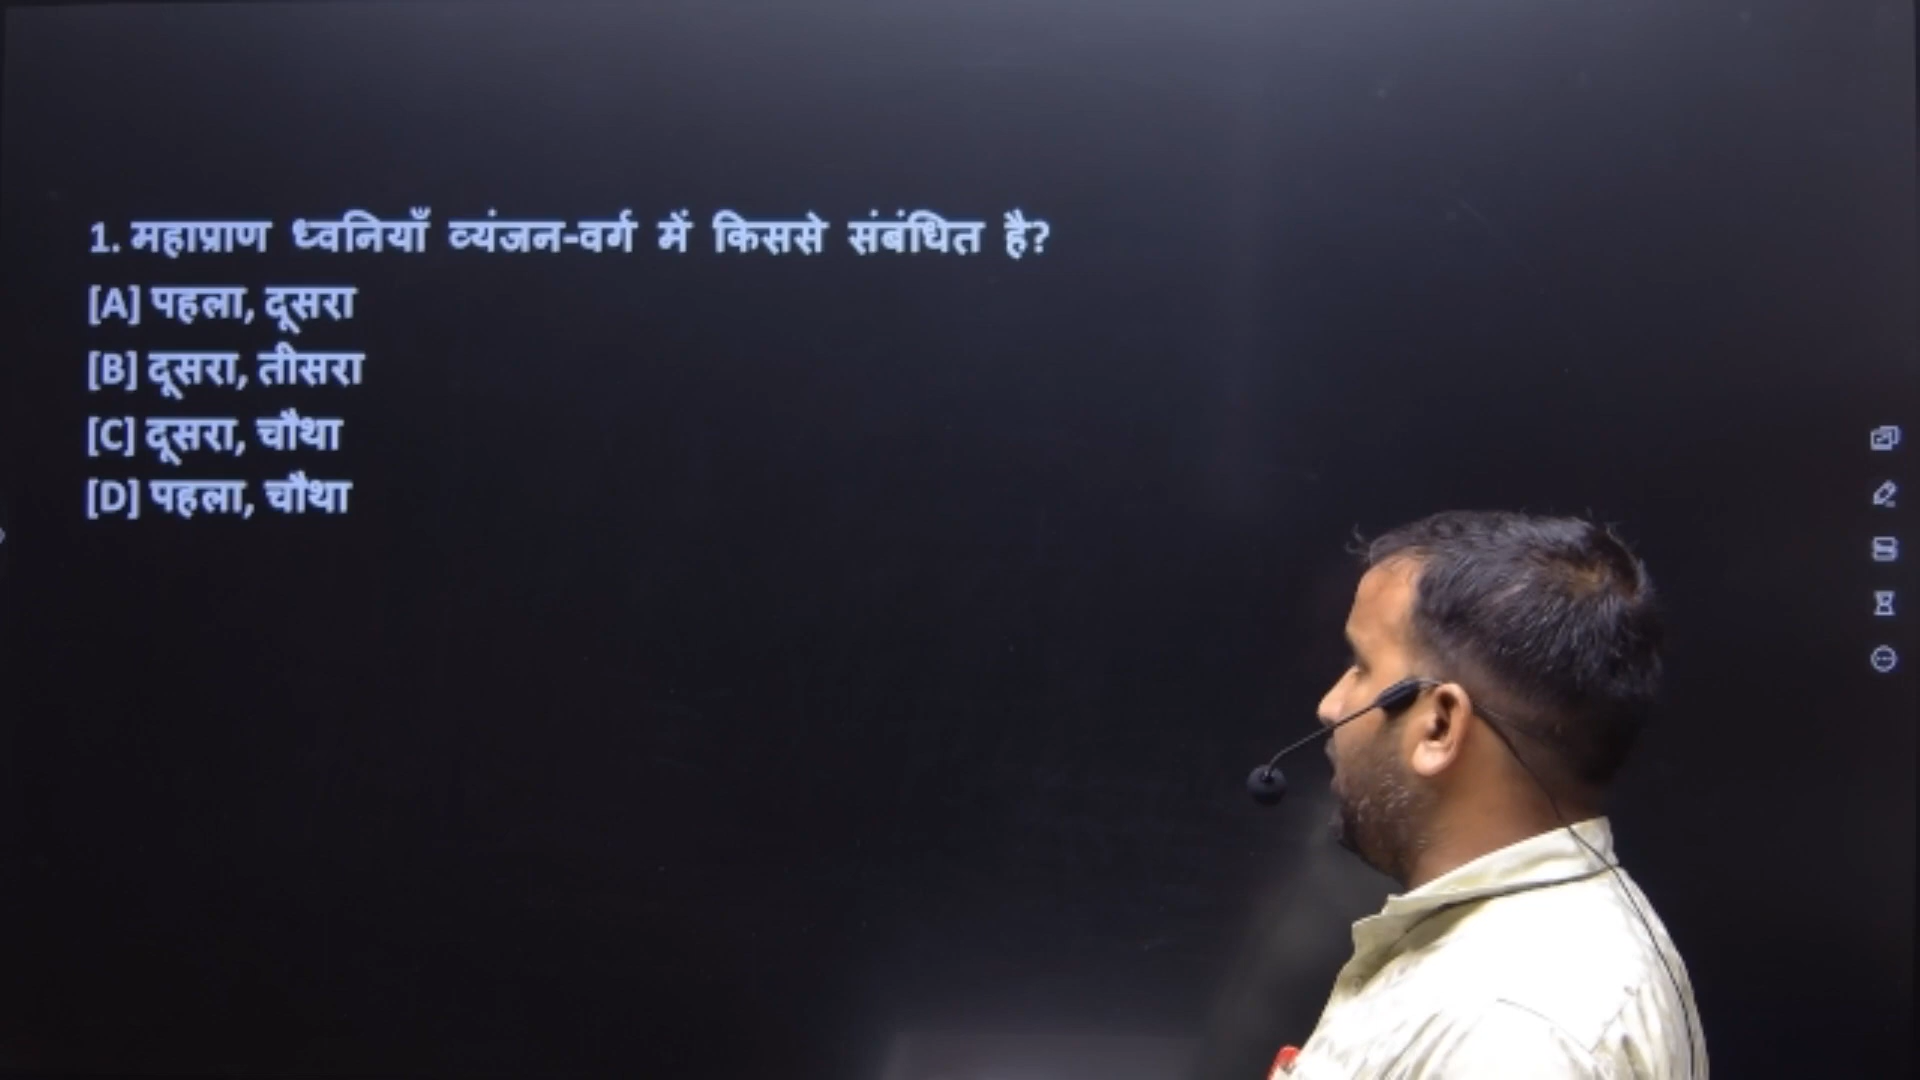 1. महाप्राण ध्वनियाँ व्यंजन-वर्ग में किससे संबंधित है?
[A] पहला, दूसरा
[B] दूसरा, तीसरा
[C] दूसरा, चौथा
[D] पहला, चौथा